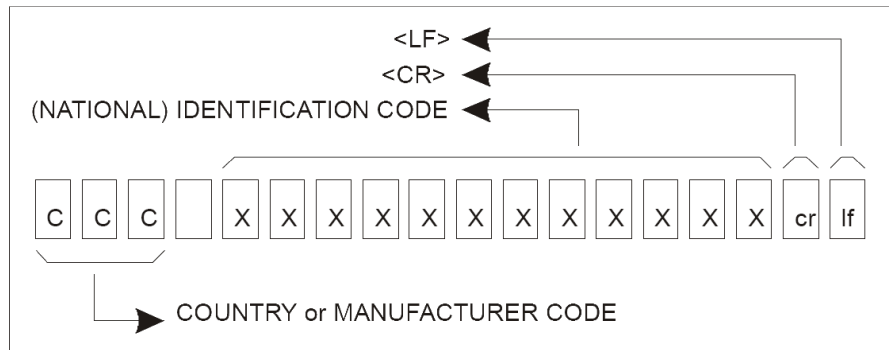 <LF>
<CR>
(NATIONAL) IDENTIFICATION CODE
C C C X X X X X X X X X X X X cr lf
COUNTRY or MANUFACTURER CODE